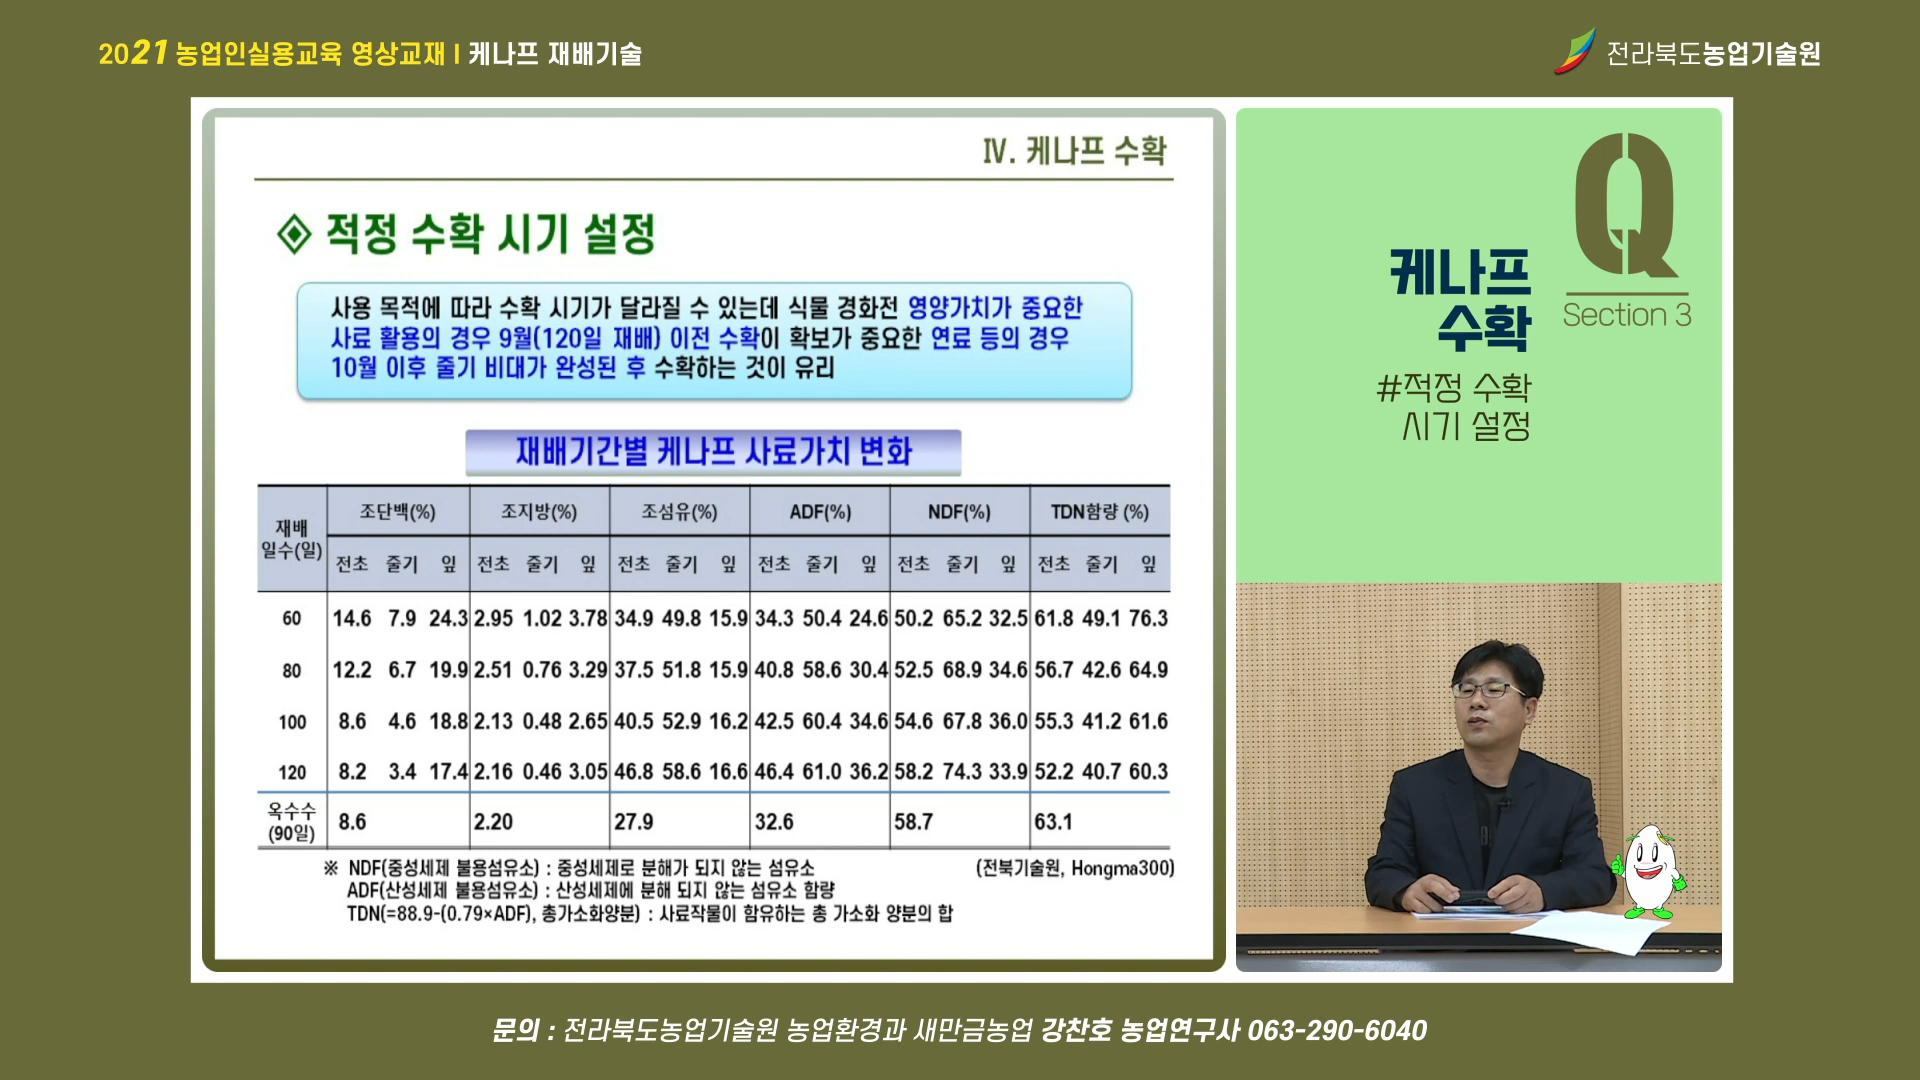 2021 농업인실용교육 영상교재 I 케나프 재배기술
전라북도농업기술원
Ⅳ. 케나프 수확
적정 수확 시기 설정
사용 목적에 따라 수확 시기가 달라질 수 있는데 식물 경화전 영양가치가 중요한
사료 활용의 경우 9월(120일 재배) 이전 수확이 확보가 중요한 연료 등의 경우
10월 이후 줄기 비대가 완성된 후 수확하는 것이 유리
재배기간별 케나프 사료가치 변화
재배 일수(일) 조단백(%) 조지방(%) 조섬유(%) ADF(%) NDF(%) TDN함량 (%)
전초 줄기 잎 전초 줄기 잎 전초 줄기 잎 전초 줄기 잎 전초 줄기 잎 전초 줄기 잎
60 14.6 7.9 24.3 2.95 1.02 3.78 34.9 49.8 15.9 34.3 50.4 24.6 50.2 65.2 32.5 61.8 49.1 76.3
80 12.2 6.7 19.9 2.51 0.76 3.29 37.5 51.8 15.9 40.8 58.6 30.4 52.5 68.9 34.6 56.7 42.6 64.9
100 8.6 4.6 18.8 2.13 0.48 2.65 40.5 52.9 16.2 42.5 60.4 34.6 54.6 67.8 36.0 55.3 41.2 61.6
120 8.2 3.4 17.4 2.16 0.46 3.05 46.8 58.6 16.6 46.4 61.0 36.2 58.2 74.3 33.9 52.2 40.7 60.3
옥수수 (90일) 8.6 2.20 27.9 32.6 58.7 63.1
※ NDF(중성세제 불용섬유소) : 중성세제로 분해가 되지 않는 섬유소
(전북기술원, Hongma300)
ADF(산성세제 불용섬유소) : 산성세제에 분해 되지 않는 섬유소 함량
TDN(=88.9-(0.79×ADF), 총가소화양분) : 사료작물이 함유하는 총 가소화 양분의 합
Q
Section 3
케나프
수확
#적정 수확
시기 설정
문의 : 전라북도농업기술원 농업환경과 새만금농업 강찬호 농업연구사 063-290-6040